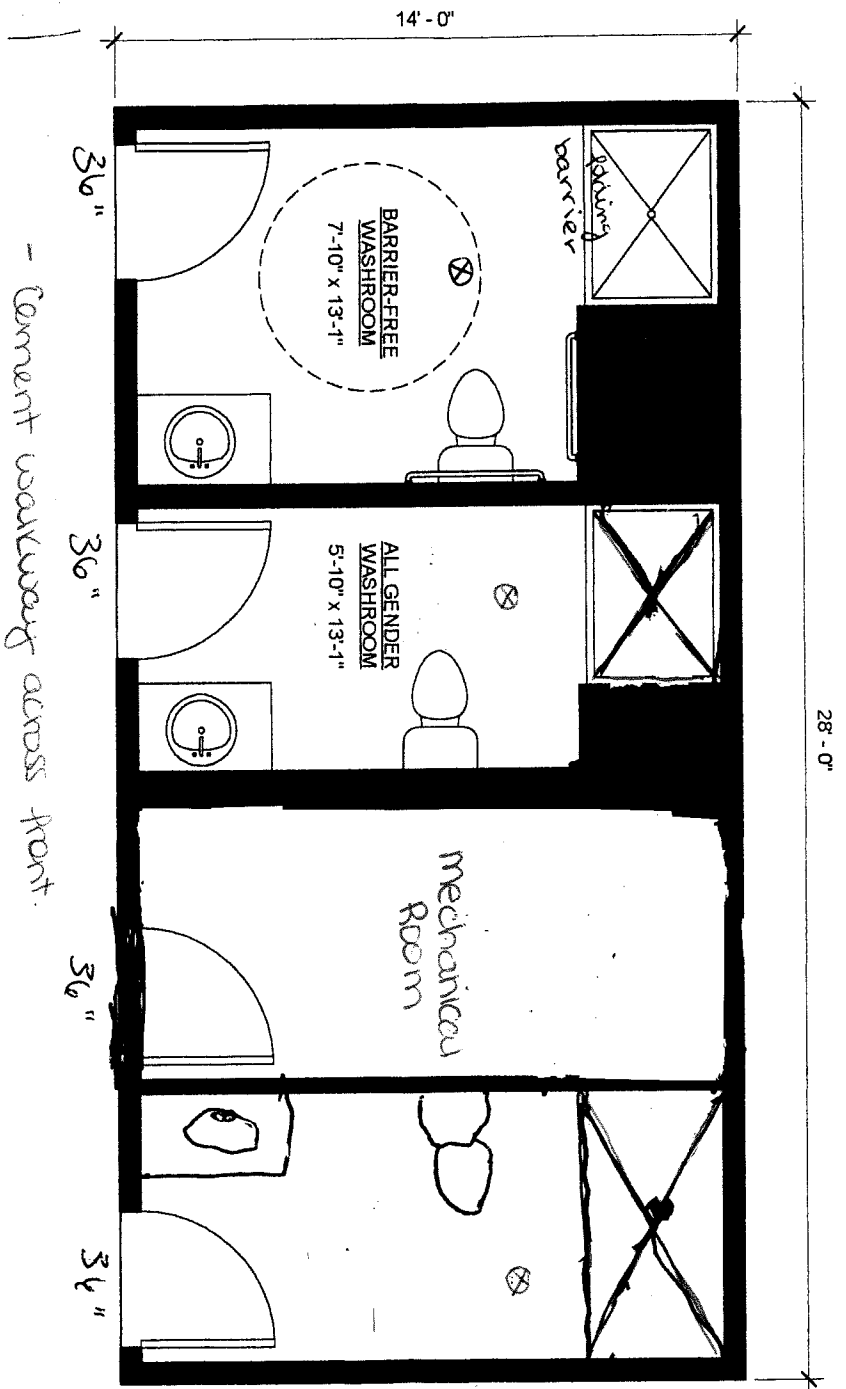 14' - 0"
28' - 0"
barrier
BARRIER-FREE
WASHROOM
7'-10" x 13'-1"
ALL GENDER
WASHROOM
5'-10" x 13'-1"
Mechanical
Room
36"
36"
36"
36"
- Cement walkway across front.